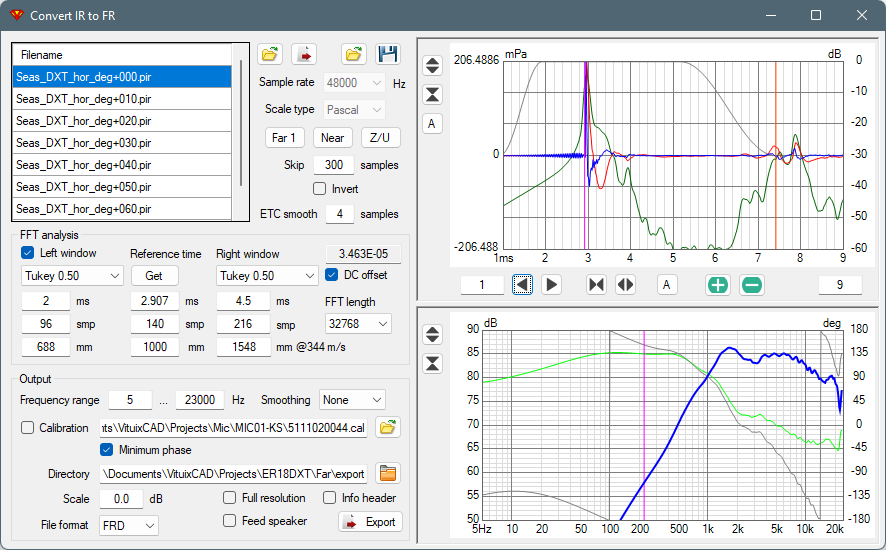 Convert IR to FR
Filename
Seas_DXT_hor_deg+000.pir
Seas_DXT_hor_deg+010.pir
Seas_DXT_hor_deg+020.pir
Seas_DXT_hor_deg+030.pir
Seas_DXT_hor_deg+040.pir
Seas_DXT_hor_deg+050.pir
Seas_DXT_hor_deg+060.pir
Sample rate 48000 Hz
Scale type Pascal
Far 1 Near Z/U
Skip 300 samples
Invert
ETC smooth 4 samples
FFT analysis
Left window Reference time Right window 3.463E-05
Tukey 0.50 Get Tukey 0.50 DC offset
2 ms 2.907 ms 4.5 ms FFT length
96 smp 140 smp 216 smp 32768
688 mm 1000 mm 1548 mm @344 m/s
Output
Frequency range 5 ... 23000 Hz Smoothing None
Calibration ıts\VituixCAD\Projects\Mic\MIC01-KS\5111020044.cal
Minimum phase
Directory \Documents\VituixCAD\Projects\ER18DXT\Far\export
Scale 0.0 dB Full resolution Info header
File format FRD Feed speaker Export
A
206.4886 mPa dB 0
-10
-20
0 -30
-40
-50
-206.488 -60
1ms 2 3 4 5 6 7 8ms 9
1 A 9
90 dB deg 180
85 135
80 90
75 45
70 0
65 -45
60 -90
55 -135
50 -180
5Hz 10 20 50 100 200 500 1k 2k 5k 10k 20k